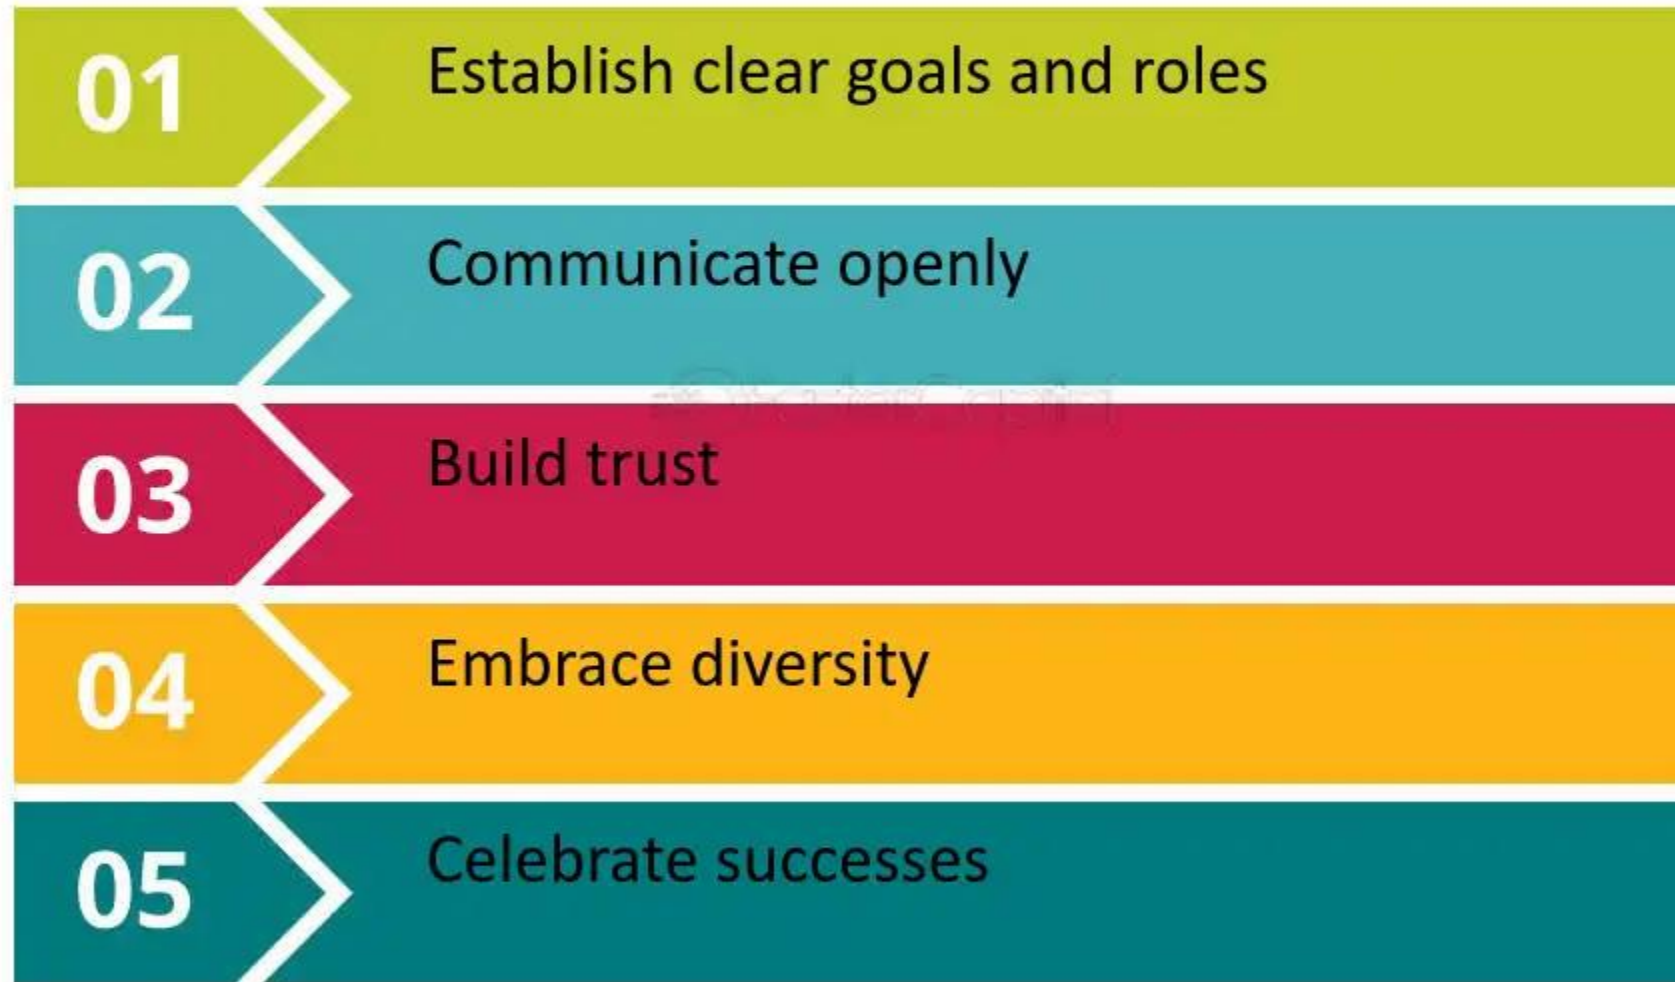 01 Establish clear goals and roles
02 Communicate openly
03 Build trust
04 Embrace diversity
05 Celebrate successes